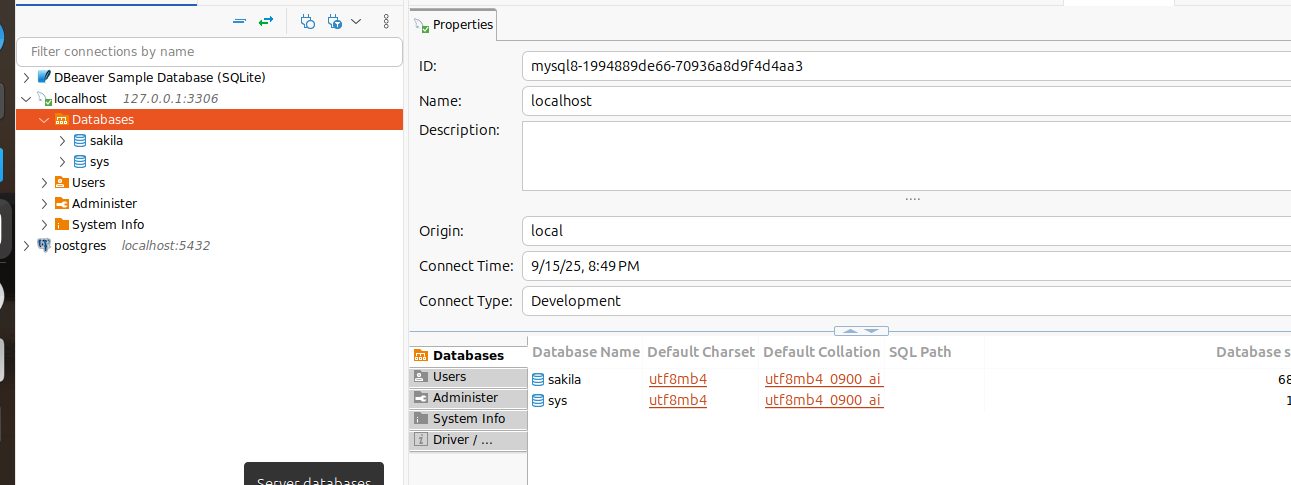 Properties
Filter connections by name
DBeaver Sample Database (SQLite)
localhost 127.0.0.1:3306
Databases
sakila
sys
Users
Administer
System Info
postgres localhost:5432
ID: mysql8-1994889de66-70936a8d9f4d4aa3
Name: localhost
Description:
Origin: local
Connect Time: 9/15/25, 8:49 PM
Connect Type: Development
Databases
Users
Administer
System Info
Driver / ...
Database Name Default Charset Default Collation SQL Path Database s
sakila utf8mb4 utf8mb4_0900_ai 68
sys utf8mb4 utf8mb4_0900_ai 1
Server databases